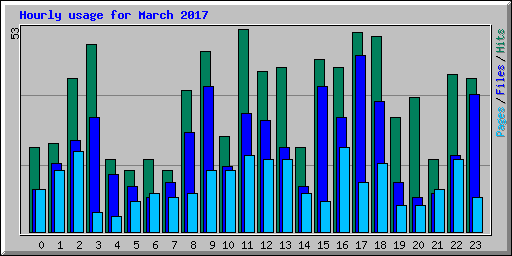 Hourly usage for March 2017
53
Pages/Files/Hits
0 1 2 3 4 5 6 7 8 9 10 11 12 13 14 15 16 17 18 19 20 21 22 23